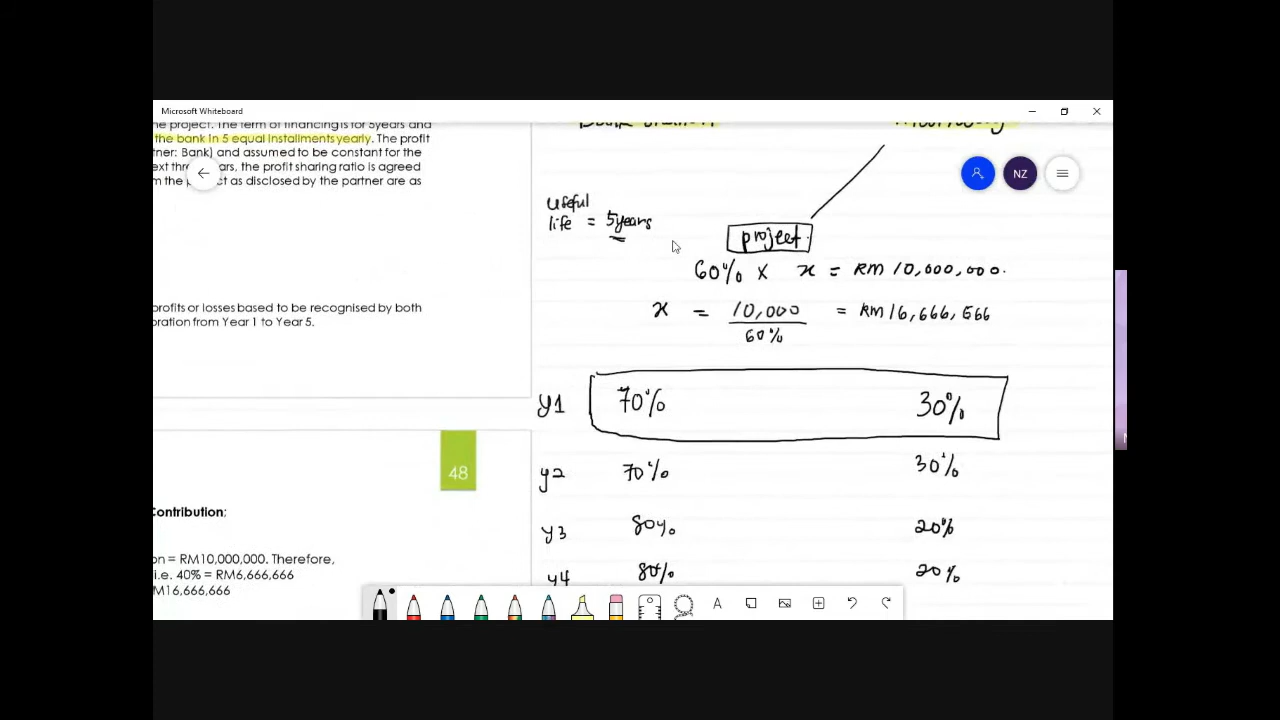 Microsoft Whiteboard
he project. The term of financing is for 5years and
the bank in 5 equal installments yearly. The profit
tner: Bank) and assumed to be constant for the
ext thre ars, the profit sharing ratio is agreed
m the p ct as disclosed by the partner are as
NZ
useful
life = 5years
project
60% x x = RM 10,000,000.
profits or losses based to be recognised by both
oration from Year 1 to Year 5.
x = 10,000 = RM 16,666,666
60%
y1 70% 30%
y2 70% 30%
48
Contribution;
y3 80% 20%
on = RM10,000,000. Therefore,
i.e. 40% = RM6,666,666
M16,666,666
y4 80% 20%
A